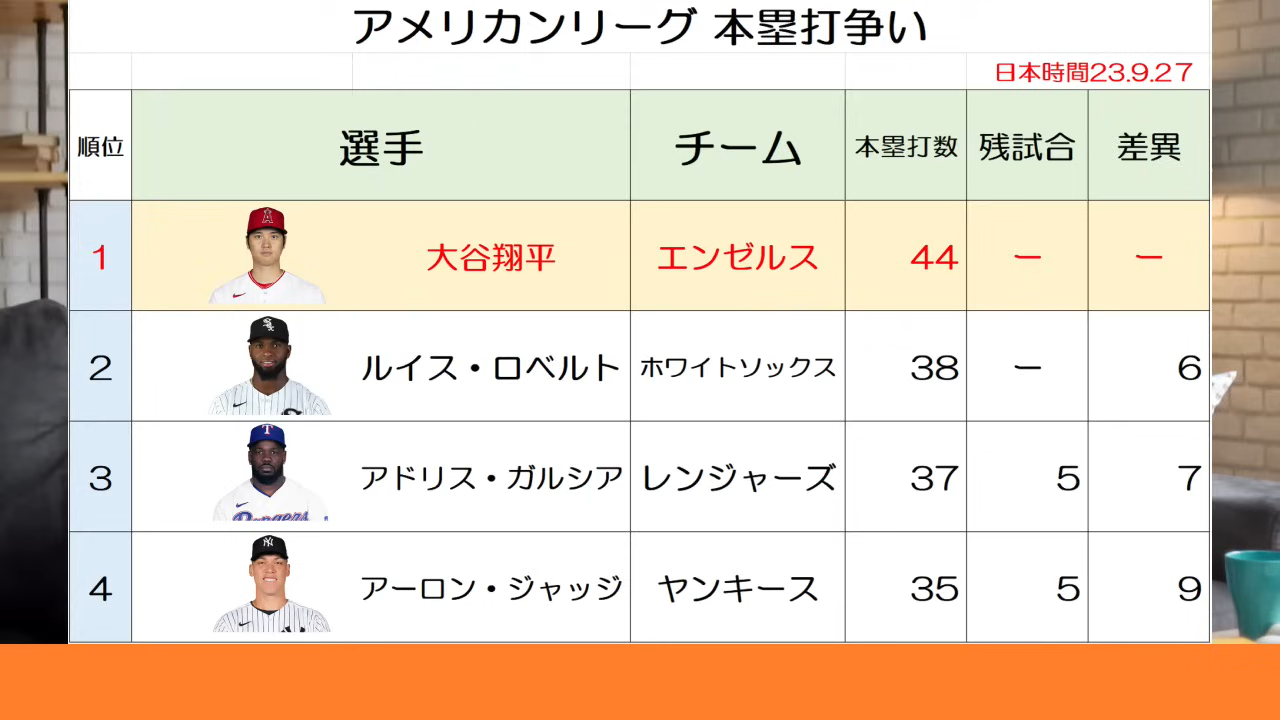 アメリカンリーグ 本塁打争い
日本時間23.9.27
順位 選手 チーム 本塁打数 残試合 差異
1 大谷翔平 エンゼルス 44 ー ー
2 ルイス・ロベルト ホワイトソックス 38 ー 6
3 アドリス・ガルシア レンジャーズ 37 5 7
4 アーロン・ジャッジ ヤンキース 35 5 9